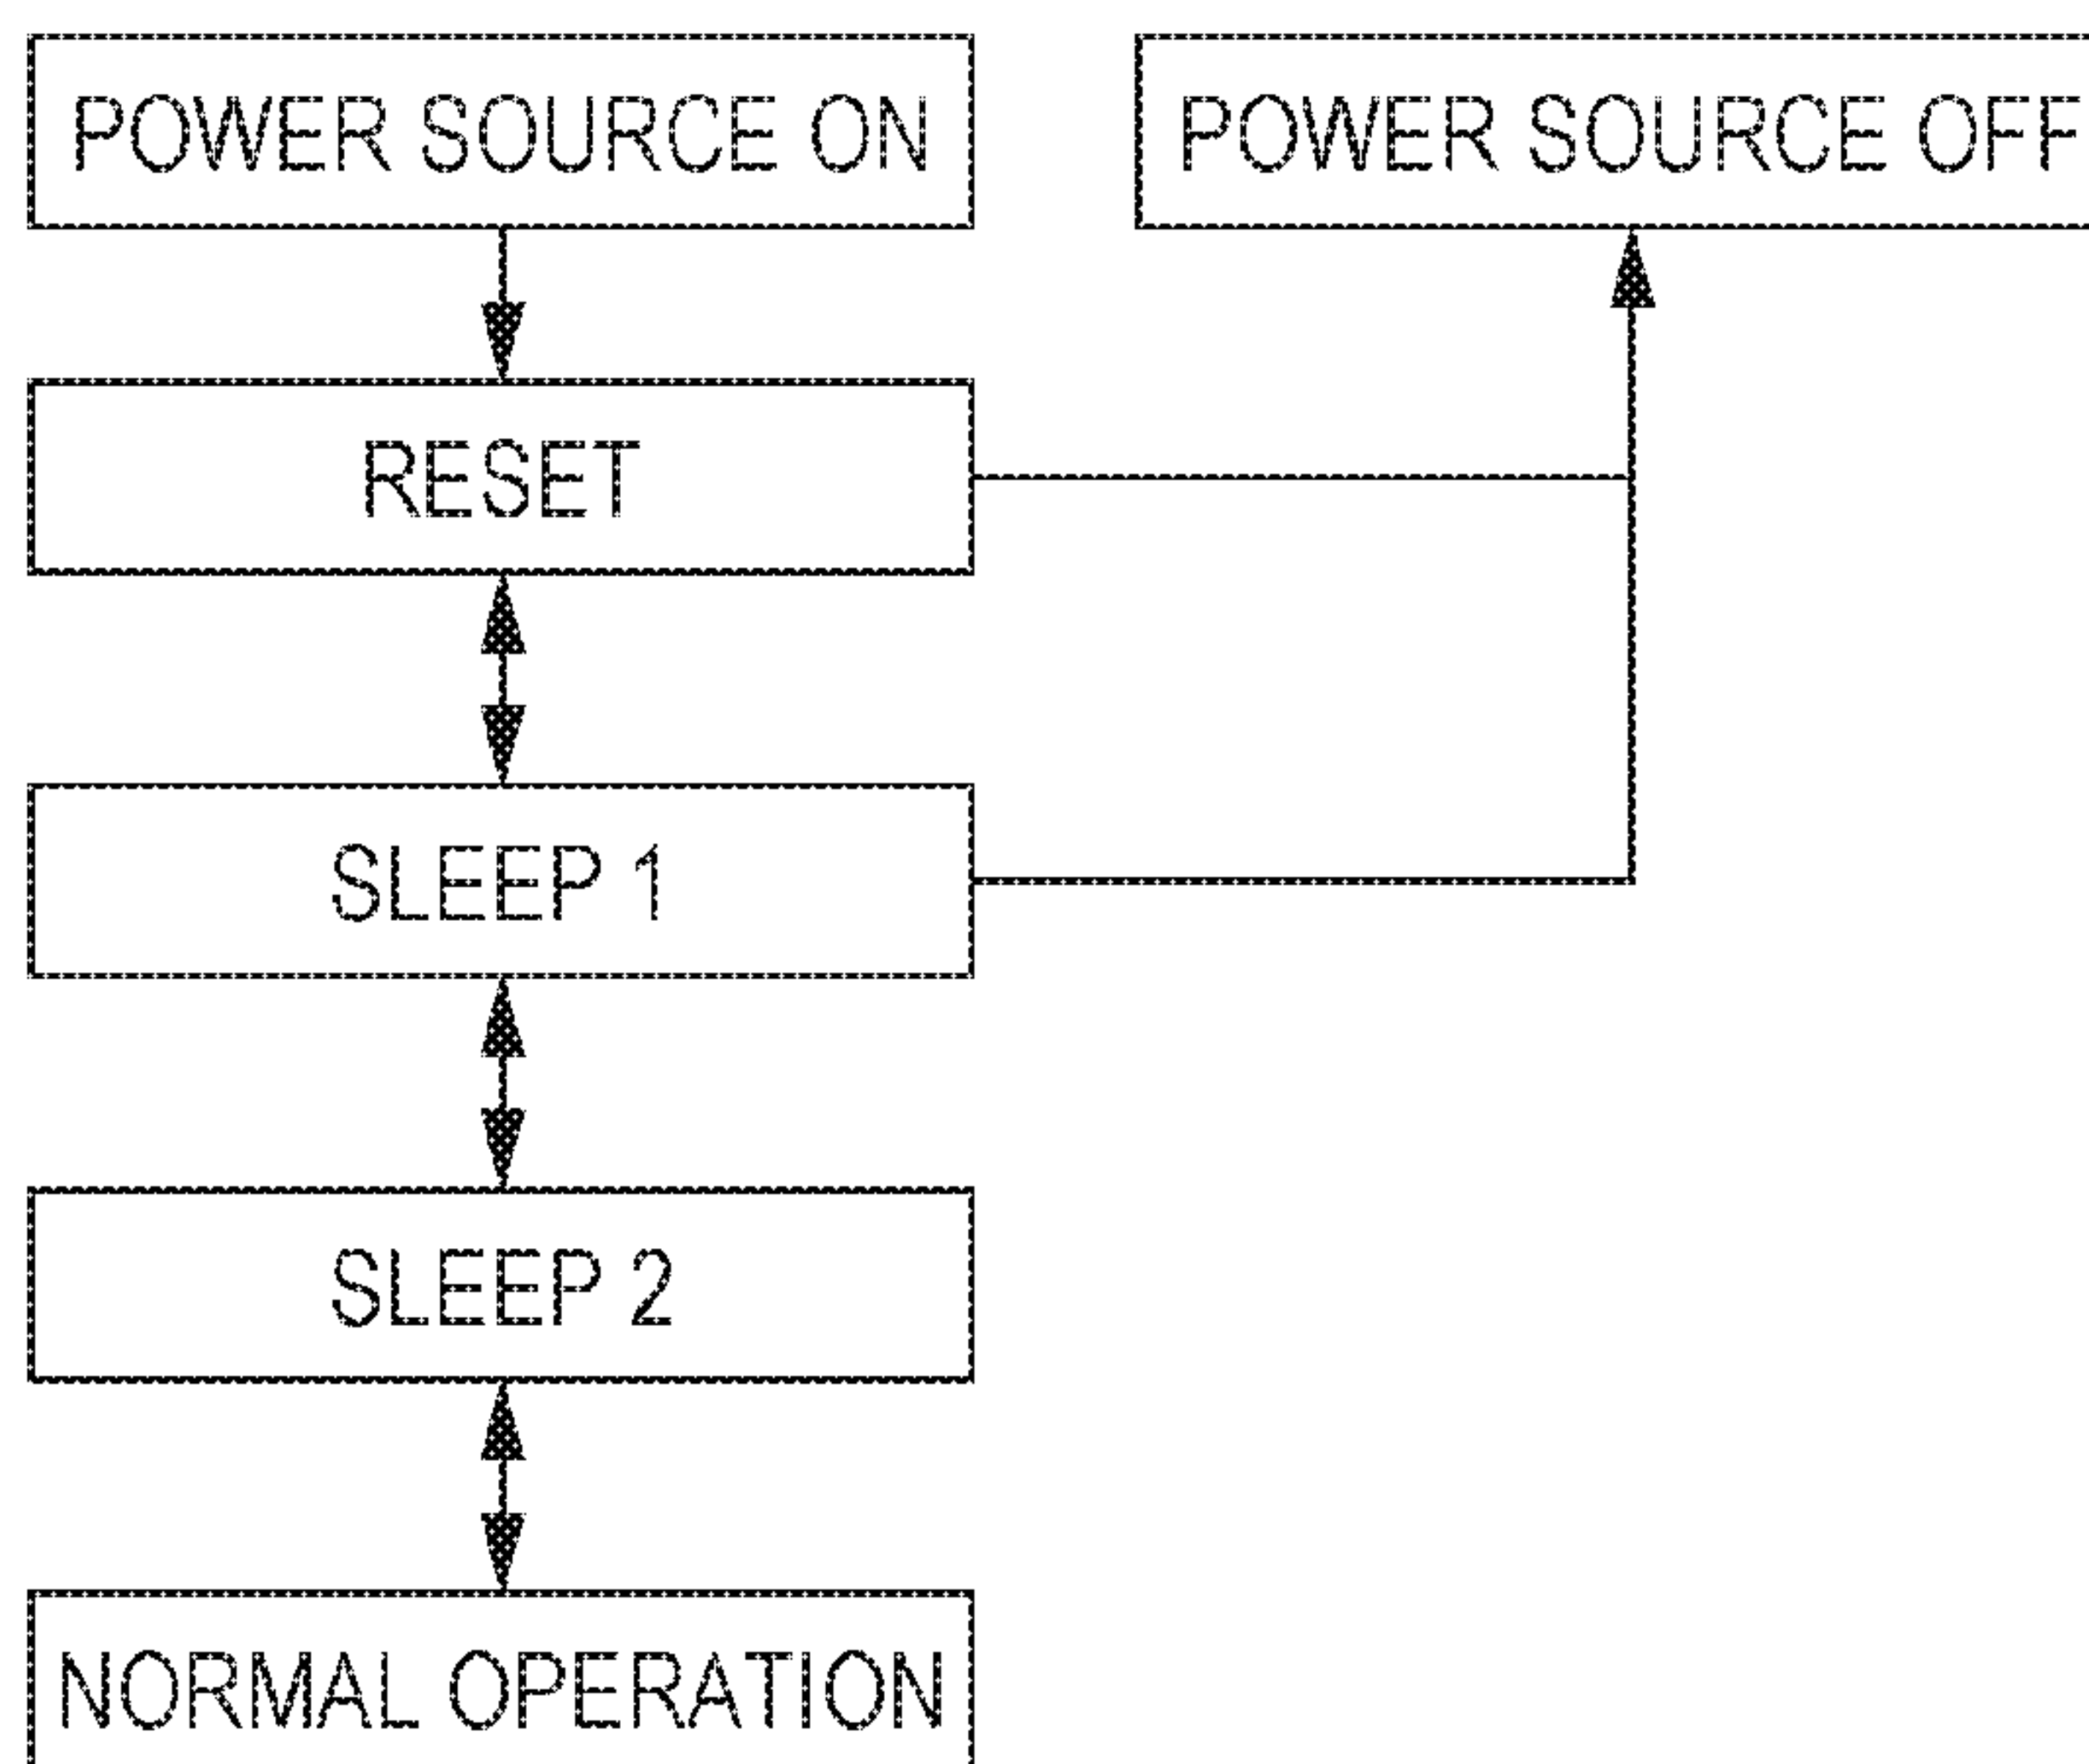 POWER SOURCE ON
POWER SOURCE OFF
RESET
SLEEP 1
SLEEP 2
NORMAL OPERATION